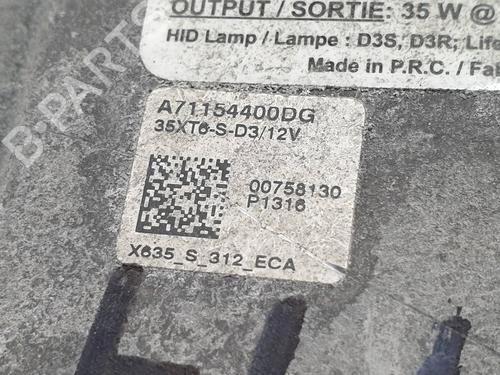 OUTPUT / SORTIE: 35 W @
HID Lamp / Lampe : D3S, D3R; Life
Made in P.R.C. / Fa
A71154400DG
35XT6-S-D3/12V
00758130
P1316
X635_S_312_ECA
B-PARTS